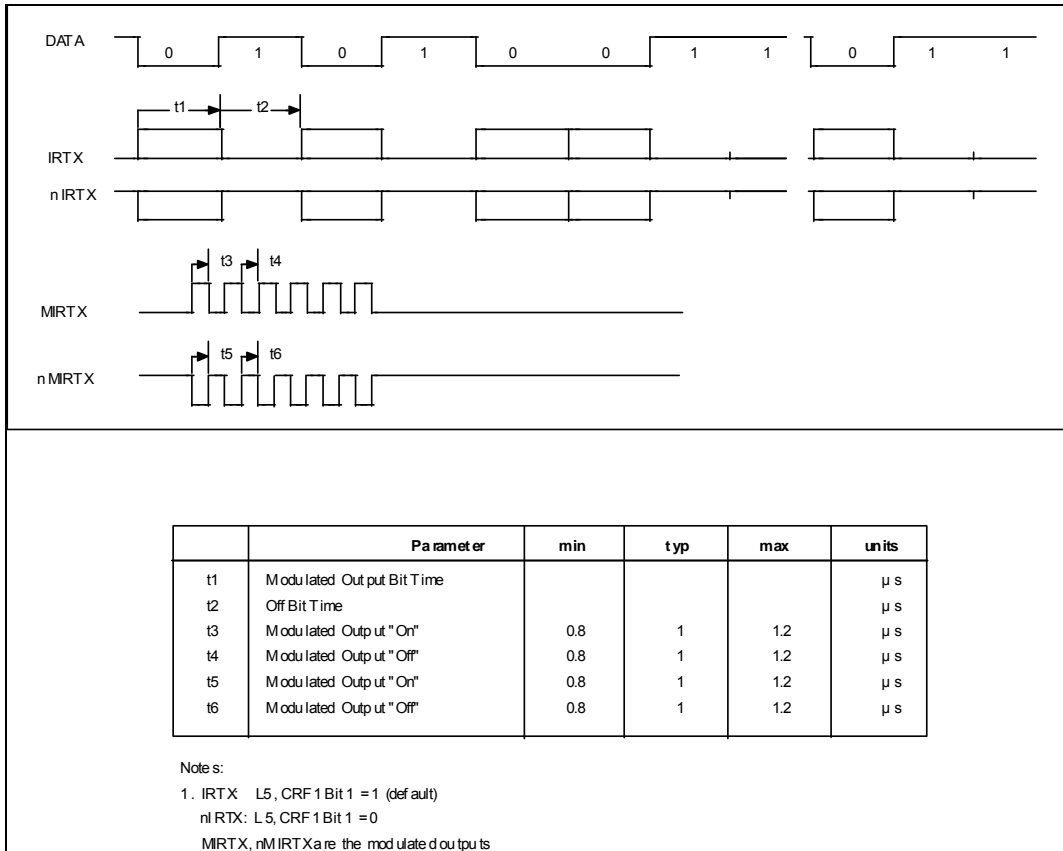 DATA 0 1 0 1 0 0 1 1 0 1 1
t1 t2
IRTX
nIRTX
t3 t4
MIRTX
t5 t6
nMIRTX
Parameter min typ max units
t1 Modulated Output Bit Time µs
t2 Off Bit Time µs
t3 Modulated Output "On" 0.8 1 1.2 µs
t4 Modulated Output "Off" 0.8 1 1.2 µs
t5 Modulated Output "On" 0.8 1 1.2 µs
t6 Modulated Output "Off" 0.8 1 1.2 µs
Notes:
1. IRTX: L5, CRF1 Bit 1 = 1 (default)
nIRTX: L5, CRF1 Bit 1 = 0
MIRTX, nMIRTX are the modulated outputs